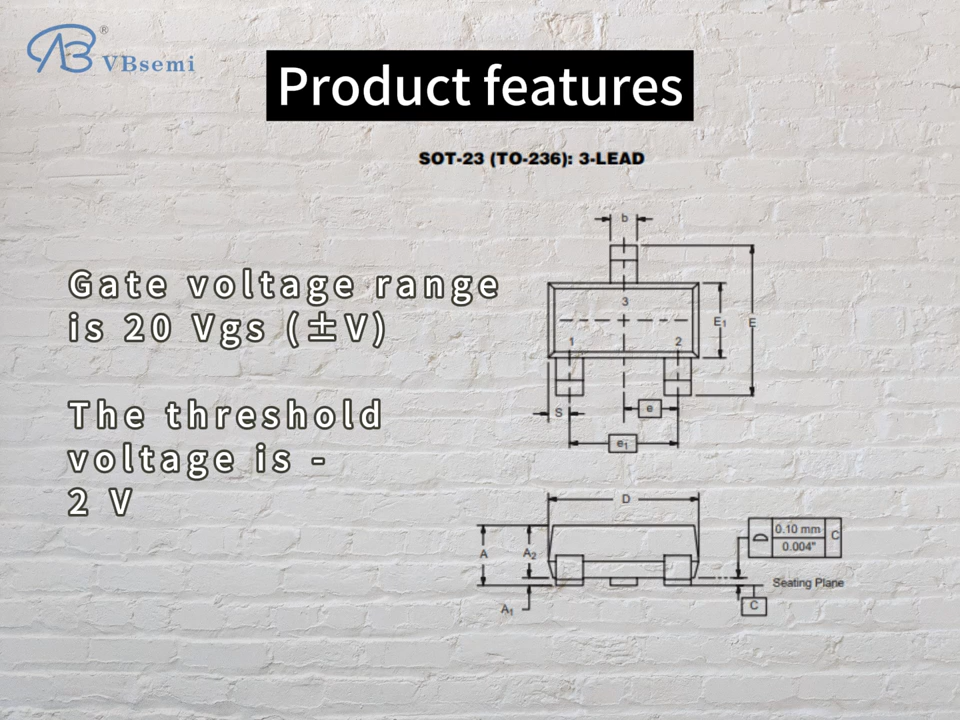 VBsemi
®
Product features
SOT-23 (TO-236): 3-LEAD
Gate voltage range
is 20 Vgs (±V)
The threshold
voltage is -
2 V
b
3
1
2
E1
E
S
e
e1
D
A
A2
A1
0.10 mm
0.004"
C
Seating Plane
C